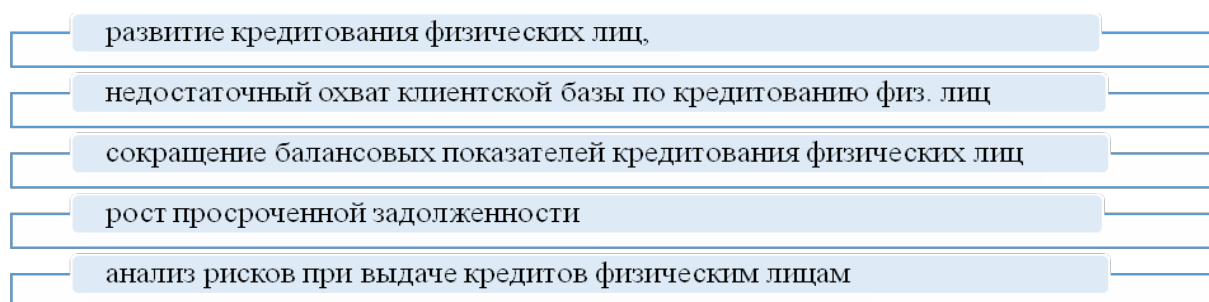 развитие кредитования физических лиц,
недостаточный охват клиентской базы по кредитованию физ. лиц
сокращение балансовых показателей кредитования физических лиц
рост просроченной задолженности
анализ рисков при выдаче кредитов физическим лицам